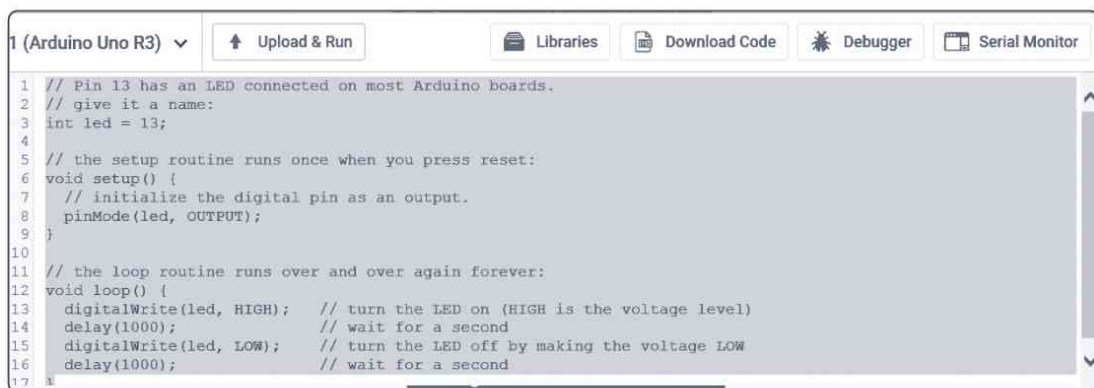 1 (Arduino Uno R3) Upload & Run Libraries Download Code Debugger Serial Monitor
1 // Pin 13 has an LED connected on most Arduino boards.
2 // give it a name:
3 int led = 13;
4
5 // the setup routine runs once when you press reset:
6 void setup() {
7   // initialize the digital pin as an output.
8   pinMode(led, OUTPUT);
9 }
10
11 // the loop routine runs over and over again forever:
12 void loop() {
13   digitalWrite(led, HIGH);   // turn the LED on (HIGH is the voltage level)
14   delay(1000);               // wait for a second
15   digitalWrite(led, LOW);    // turn the LED off by making the voltage LOW
16   delay(1000);               // wait for a second
17 }